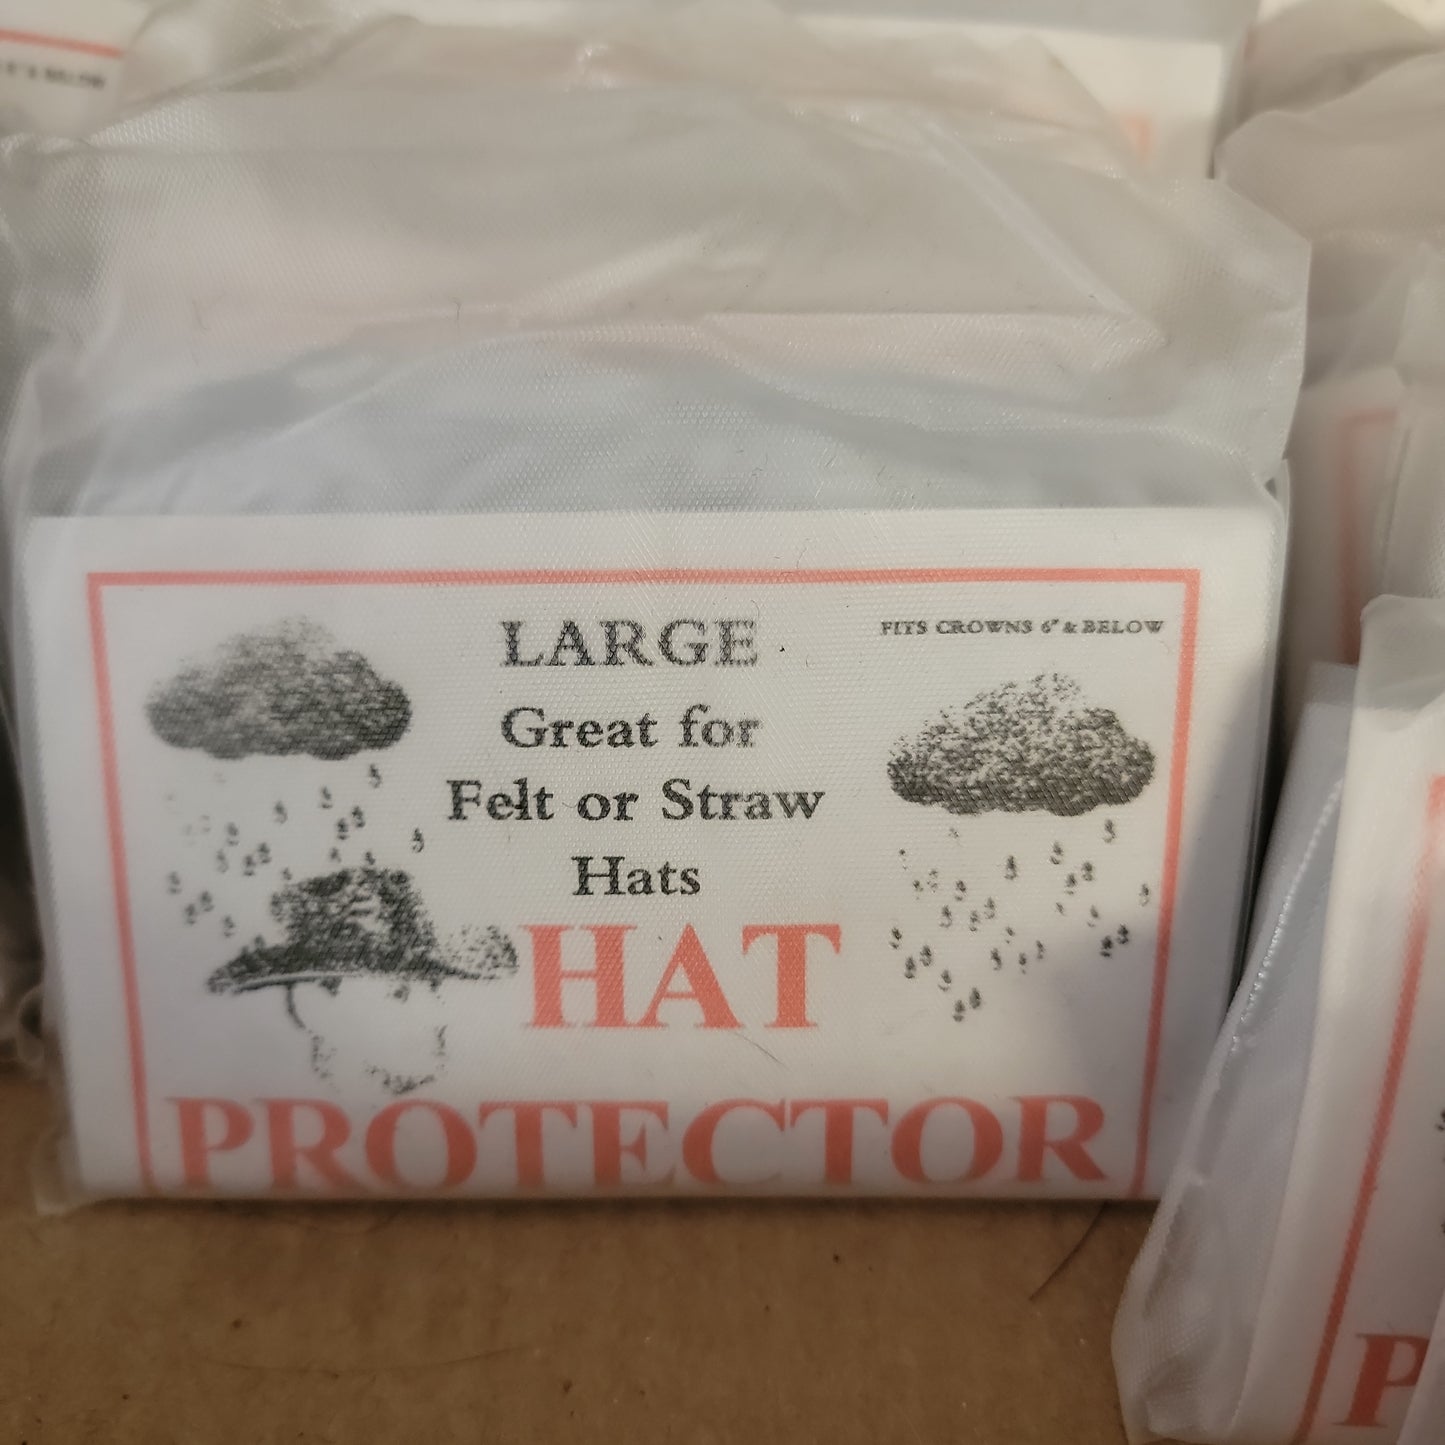 LARGE
FITS CROWNS 6" & BELOW
Great for
Felt or Straw
Hats
HAT
PROTECTOR
P